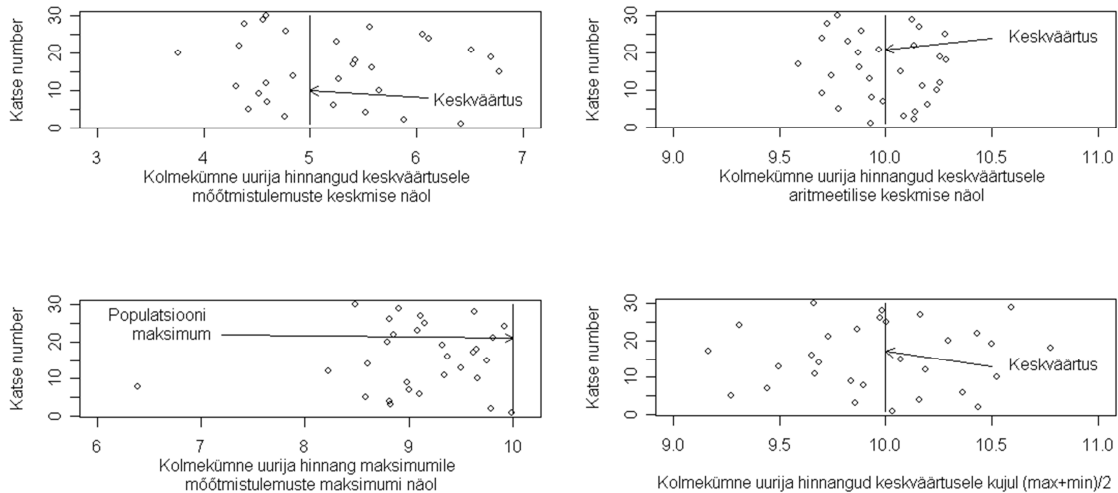 Katse number
30
20
10
0
Keskväärtus
3
4
5
6
7
Kolmekümne uurija hinnangud keskväärtusele
mõõtmistulemuste keskmise näol
Katse number
30
20
10
0
Keskväärtus
9.0
9.5
10.0
10.5
11.0
Kolmekümne uurija hinnangud keskväärtusele
aritmeetilise keskmise näol
Katse number
30
20
10
0
Populatsiooni
maksimum
6
7
8
9
10
Kolmekümne uurija hinnang maksimumile
mõõtmistulemuste maksimumi näol
Katse number
30
20
10
0
Keskväärtus
9.0
9.5
10.0
10.5
11.0
Kolmekümne uurija hinnangud keskväärtusele kujul (max+min)/2